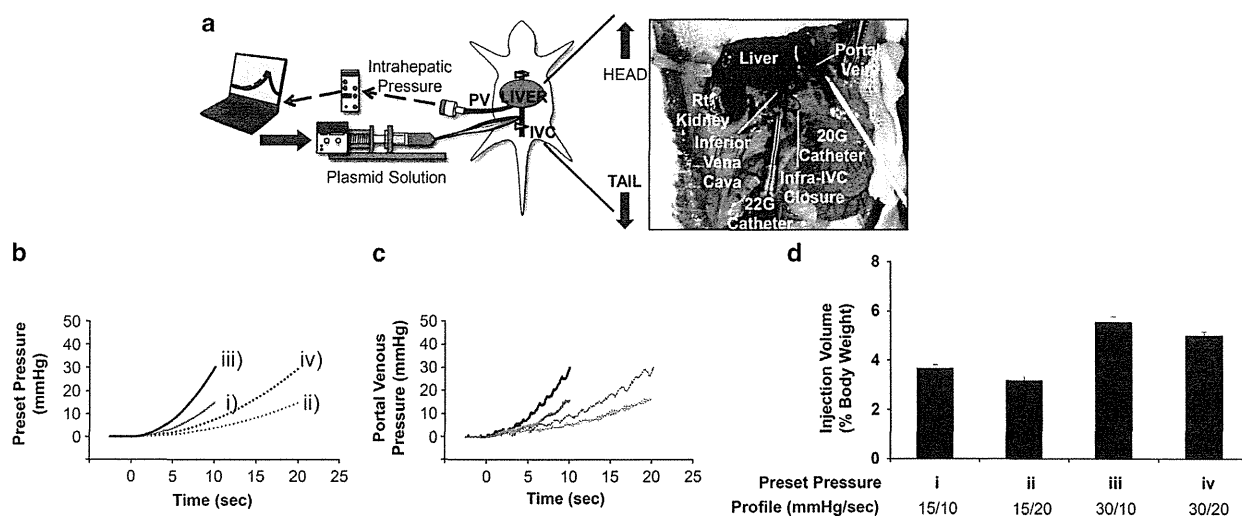 a
Intrahepatic
Pressure
PV
LIVER
IVC
Plasmid Solution
HEAD
TAIL
Liver
Portal
Vein
Rt.
Kidney
Inferior
Vena
Cava
20G
Catheter
Infra-IVC
Closure
22G
Catheter
b
Preset Pressure
(mmHg)
50
40
30
20
10
0
iii)
i)
iv)
ii)
0 5 10 15 20 25
Time (sec)
c
Portal Venous
Pressure (mmHg)
50
40
30
20
10
0
0 5 10 15 20 25
Time (sec)
d
Injection Volume
(% Body Weight)
8
6
4
2
0
Preset Pressure i ii iii iv
Profile (mmHg/sec) 15/10 15/20 30/10 30/20